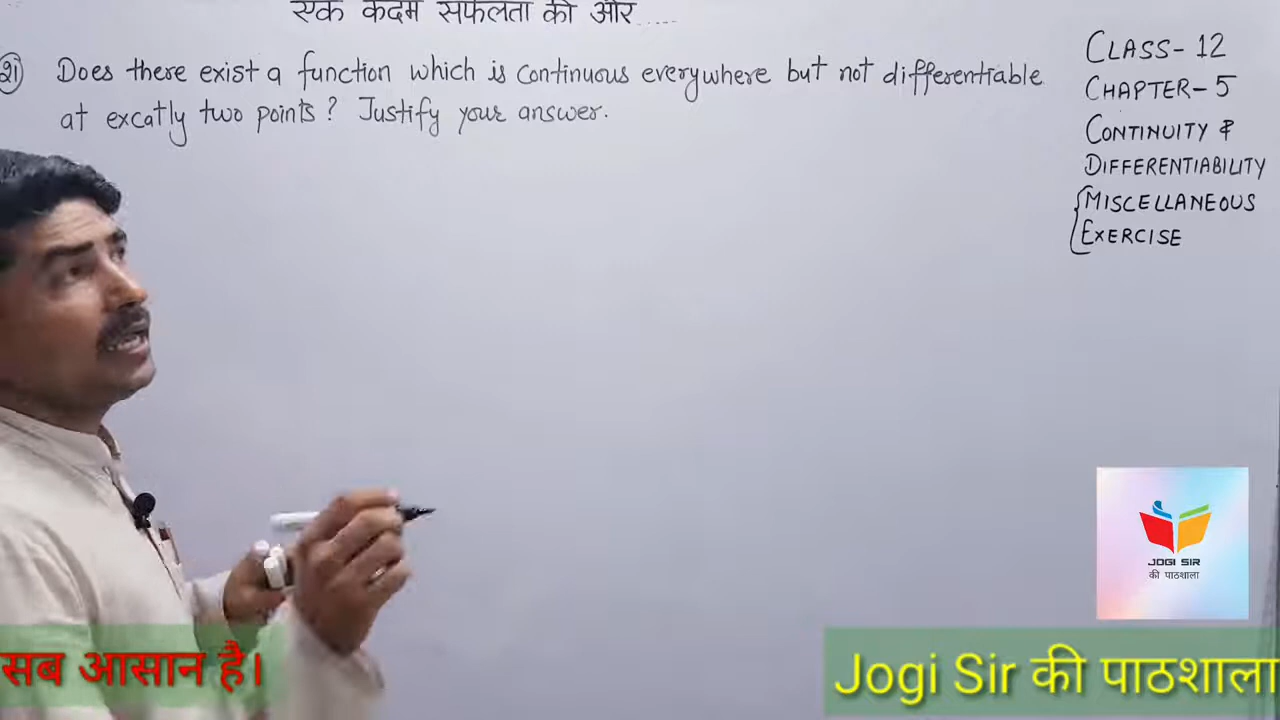 एक कदम सफलता की और .....
21 Does there exist a function which is continuous everywhere but not differentiable
at excatly two points? Justify your answer.
CLASS-12
CHAPTER-5
CONTINUITY &
DIFFERENTIABILITY
MISCELLANEOUS
EXERCISE
JOGI SIR
की पाठशाला
सब आसान है।
Jogi Sir की पाठशाला